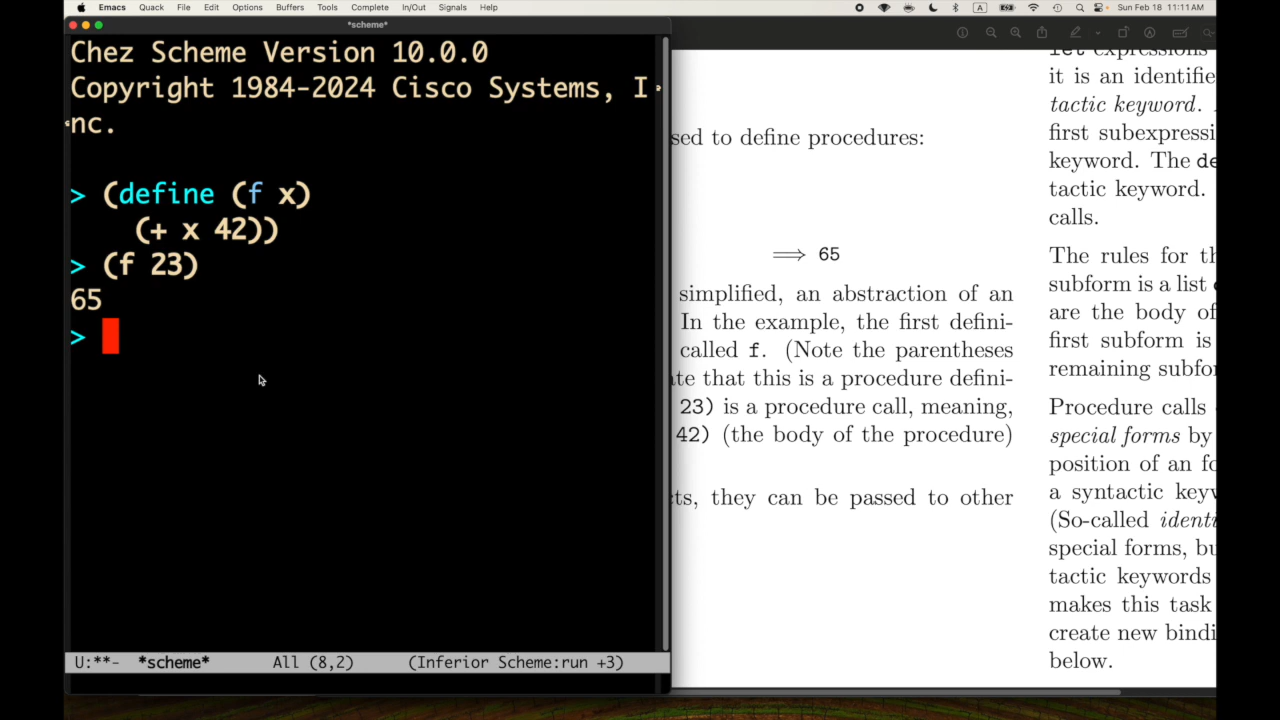 Emacs Quack File Edit Options Buffers Tools Complete In/Out Signals Help
A
Sun Feb 18 11:11 AM
*scheme*
Chez Scheme Version 10.0.0
Copyright 1984-2024 Cisco Systems, I
nc.
> (define (f x)
(+ x 42))
> (f 23)
65
>
U:**- *scheme* All (8,2) (Inferior Scheme:run +3)
sed to define procedures:
⟹ 65
simplified, an abstraction of an
In the example, the first defini-
called f. (Note the parentheses
te that this is a procedure defini-
23) is a procedure call, meaning,
42) (the body of the procedure)
ts, they can be passed to other
let expressions
it is an identifie
tactic keyword.
first subexpressi
keyword. The de
tactic keyword.
calls.
The rules for th
subform is a list
are the body of
first subform is
remaining subfor
Procedure calls
special forms by
position of an fo
a syntactic keyw
(So-called identi
special forms, bu
tactic keywords
makes this task
create new bindi
below.